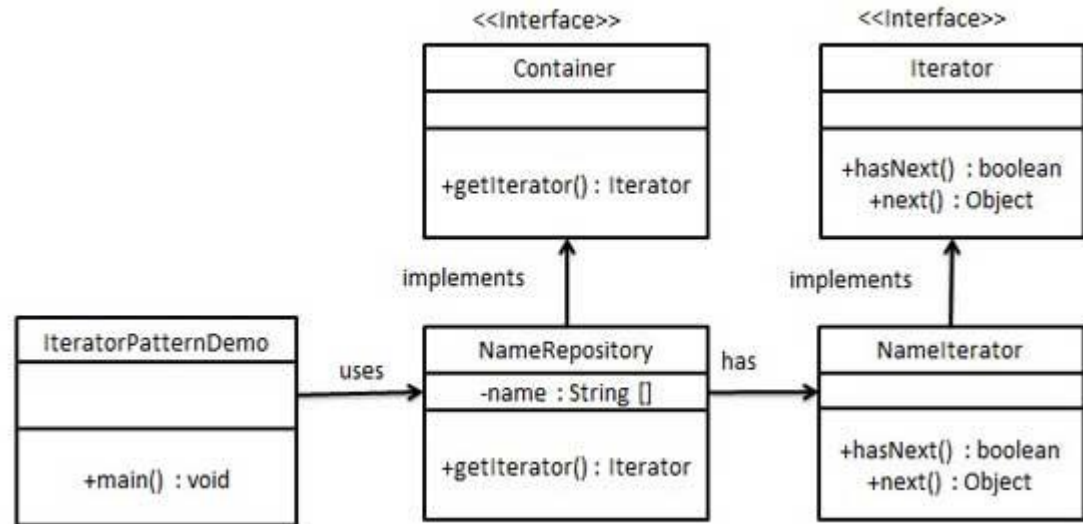 <<Interface>>
Container
+getIterator() : Iterator
<<Interface>>
Iterator
+hasNext() : boolean
+next() : Object
implements
implements
IteratorPatternDemo
+main() : void
uses
NameRepository
-name : String []
+getIterator() : Iterator
has
NameIterator
+hasNext() : boolean
+next() : Object